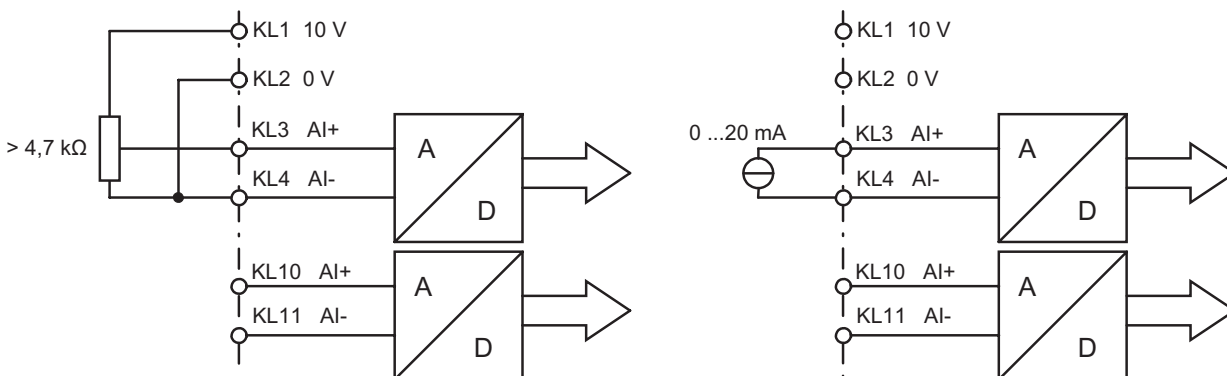 KL1 10 V
KL2 0 V
KL3 AI+
> 4,7 kΩ
KL4 AI-
A
D
KL10 AI+
KL11 AI-
A
D
KL1 10 V
KL2 0 V
0 ...20 mA
KL3 AI+
KL4 AI-
A
D
KL10 AI+
KL11 AI-
A
D